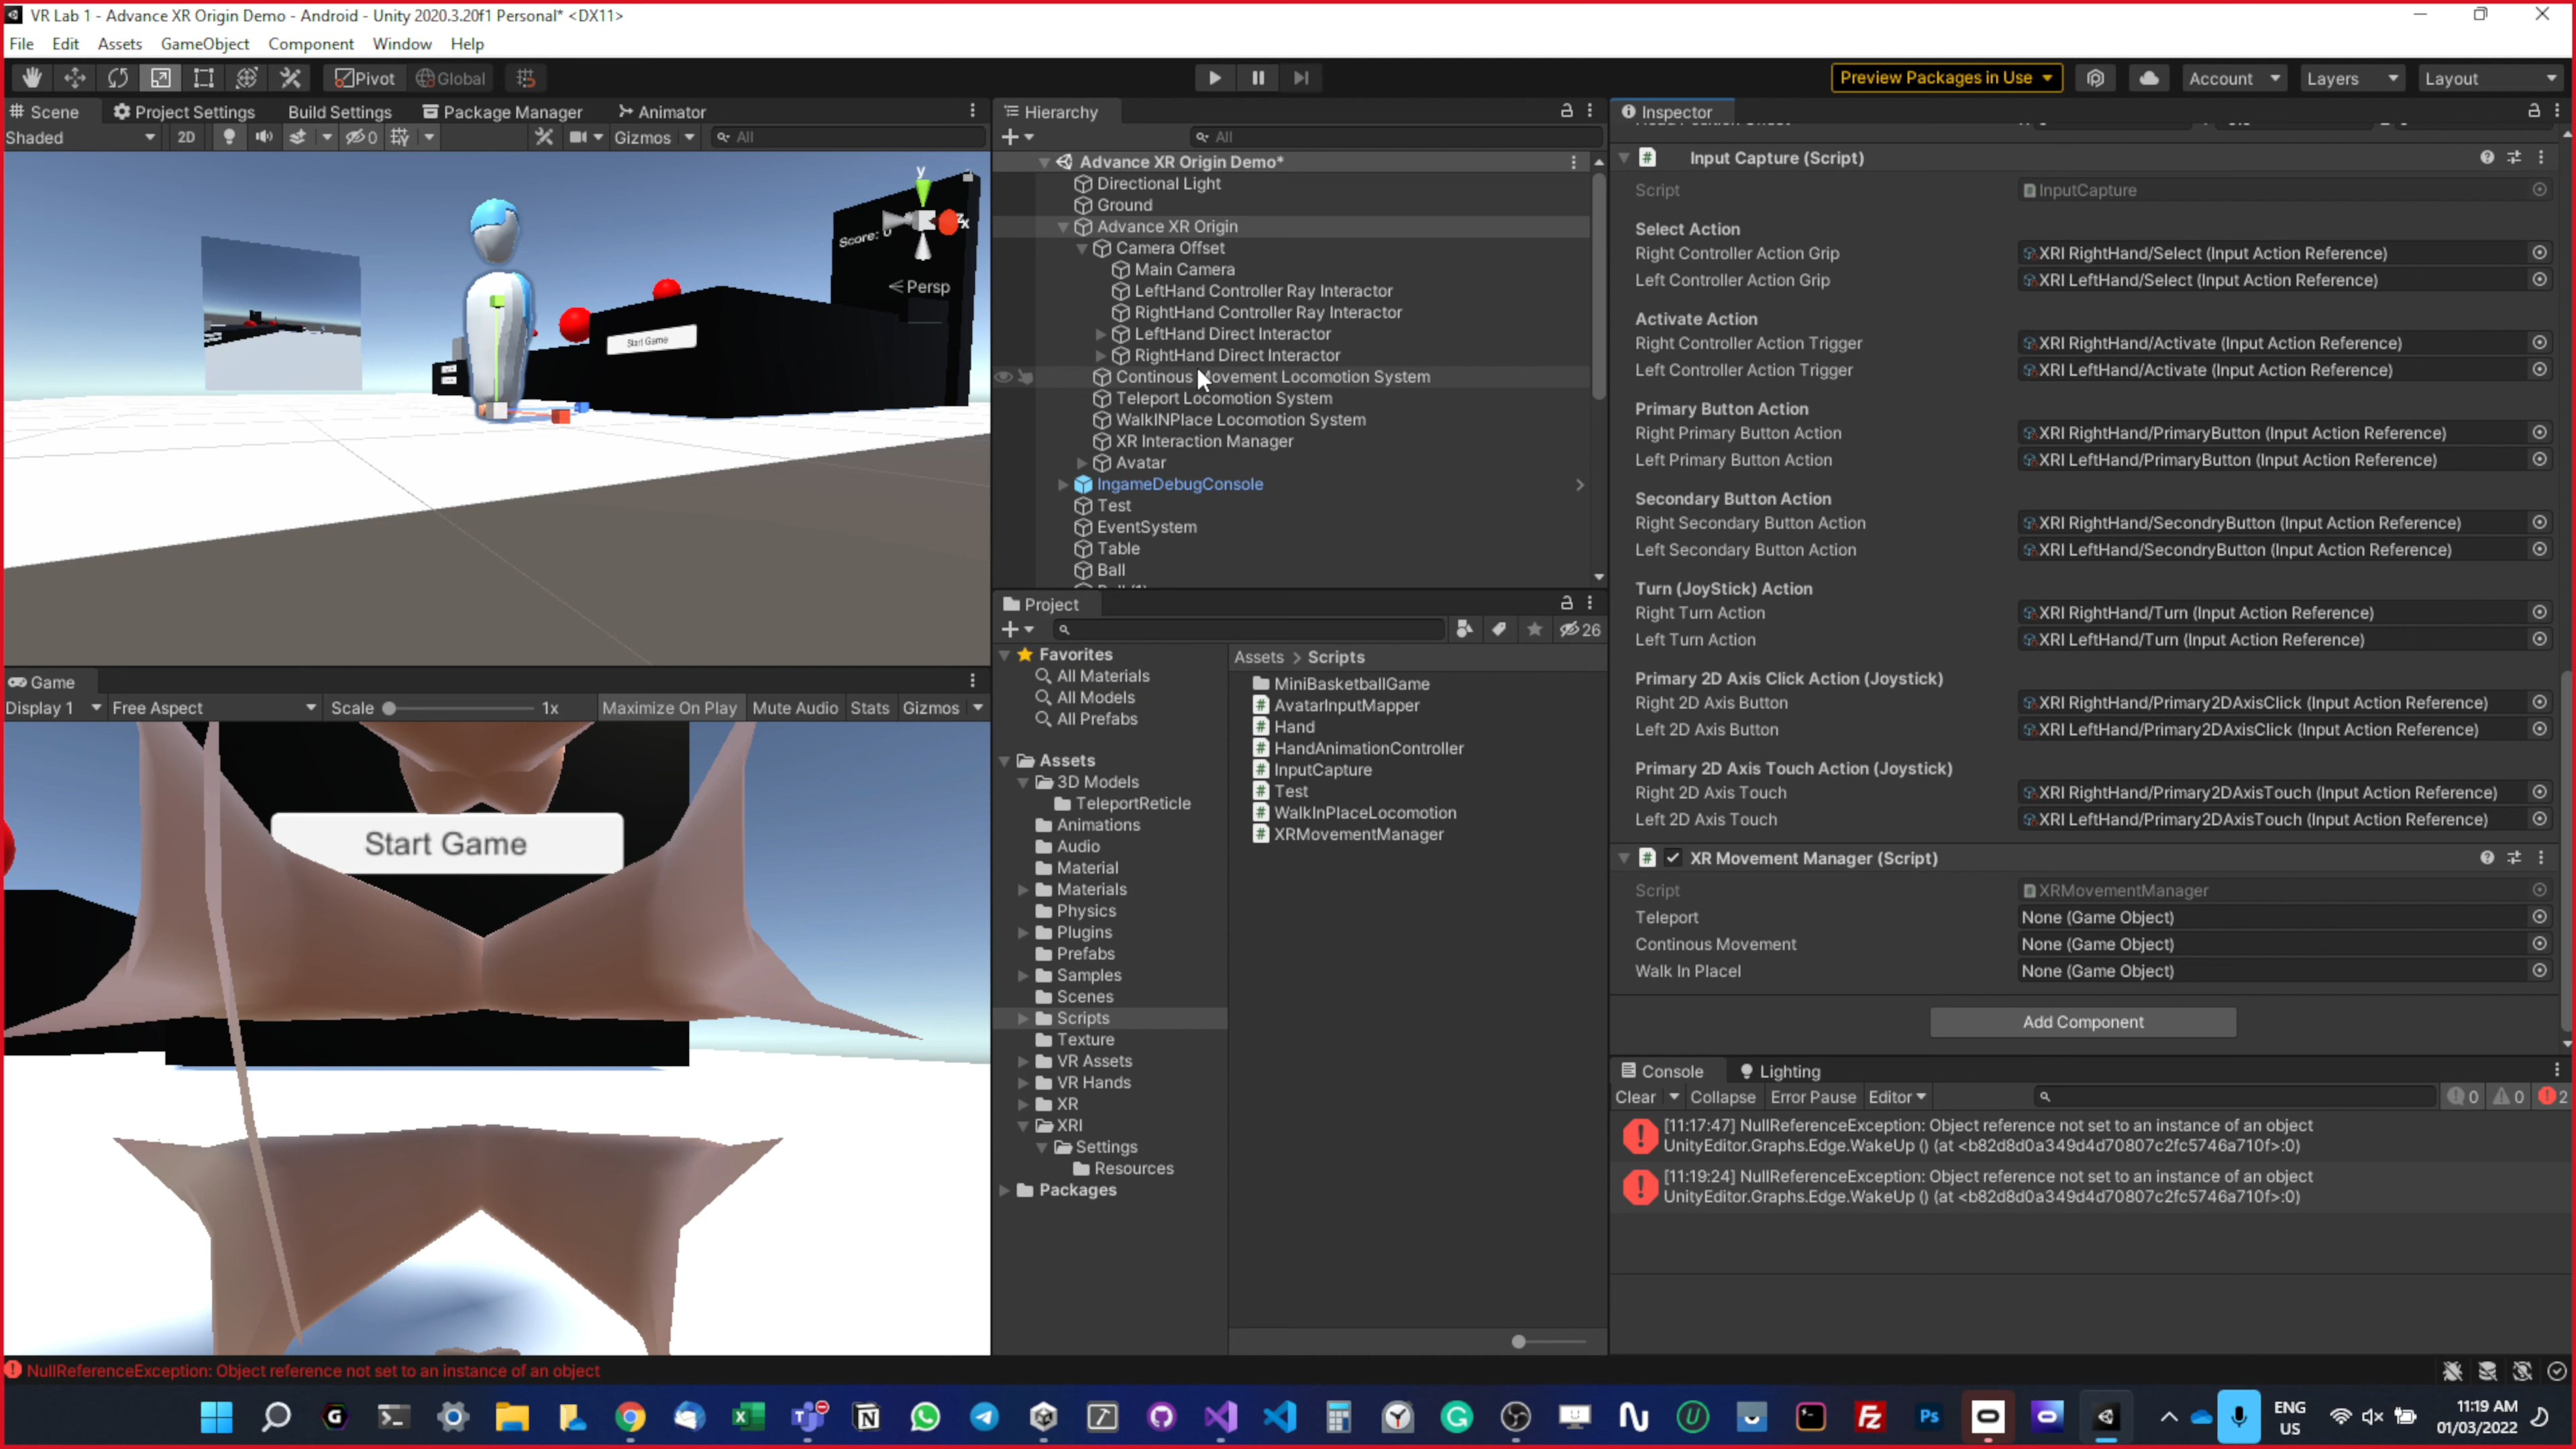 VR Lab 1 - Advance XR Origin Demo - Android - Unity 2020.3.20f1 Personal* <DX11>
File Edit Assets GameObject Component Window Help
Pivot Global Preview Packages in Use Account Layers Layout
Scene Project Settings Build Settings Package Manager Animator
Shaded 2D 0 Gizmos All
y
x
Score: 0
Persp
Start Game
Game
Display 1 Free Aspect Scale 1x Maximize On Play Mute Audio Stats Gizmos
Start Game
Hierarchy
All
Advance XR Origin Demo*
Directional Light
Ground
Advance XR Origin
Camera Offset
Main Camera
LeftHand Controller Ray Interactor
RightHand Controller Ray Interactor
LeftHand Direct Interactor
RightHand Direct Interactor
Continous Movement Locomotion System
Teleport Locomotion System
WalkINPlace Locomotion System
XR Interaction Manager
Avatar
IngameDebugConsole
Test
EventSystem
Table
Ball
Project
26
Favorites
All Materials
All Models
All Prefabs
Assets
3D Models
TeleportReticle
Animations
Audio
Material
Materials
Physics
Plugins
Prefabs
Samples
Scenes
Scripts
Texture
VR Assets
VR Hands
XR
XRI
Settings
Resources
Packages
Assets > Scripts
MiniBasketballGame
AvatarInputMapper
Hand
HandAnimationController
InputCapture
Test
WalkInPlaceLocomotion
XRMovementManager
Inspector
Input Capture (Script)
Script InputCapture
Select Action
Right Controller Action Grip XRI RightHand/Select (Input Action Reference)
Left Controller Action Grip XRI LeftHand/Select (Input Action Reference)
Activate Action
Right Controller Action Trigger XRI RightHand/Activate (Input Action Reference)
Left Controller Action Trigger XRI LeftHand/Activate (Input Action Reference)
Primary Button Action
Right Primary Button Action XRI RightHand/PrimaryButton (Input Action Reference)
Left Primary Button Action XRI LeftHand/PrimaryButton (Input Action Reference)
Secondary Button Action
Right Secondary Button Action XRI RightHand/SecondryButton (Input Action Reference)
Left Secondary Button Action XRI LeftHand/SecondryButton (Input Action Reference)
Turn (JoyStick) Action
Right Turn Action XRI RightHand/Turn (Input Action Reference)
Left Turn Action XRI LeftHand/Turn (Input Action Reference)
Primary 2D Axis Click Action (Joystick)
Right 2D Axis Button XRI RightHand/Primary2DAxisClick (Input Action Reference)
Left 2D Axis Button XRI LeftHand/Primary2DAxisClick (Input Action Reference)
Primary 2D Axis Touch Action (Joystick)
Right 2D Axis Touch XRI RightHand/Primary2DAxisTouch (Input Action Reference)
Left 2D Axis Touch XRI LeftHand/Primary2DAxisTouch (Input Action Reference)
XR Movement Manager (Script)
Script XRMovementManager
Teleport None (Game Object)
Continous Movement None (Game Object)
Walk In Placel None (Game Object)
Add Component
Console Lighting
Clear Collapse Error Pause Editor 0 0 2
[11:17:47] NullReferenceException: Object reference not set to an instance of an object
UnityEditor.Graphs.Edge.WakeUp () (at <b82d8d0a349d4d70807c2fc5746a710f>:0)
[11:19:24] NullReferenceException: Object reference not set to an instance of an object
UnityEditor.Graphs.Edge.WakeUp () (at <b82d8d0a349d4d70807c2fc5746a710f>:0)
NullReferenceException: Object reference not set to an instance of an object
ENG
US
11:19 AM
01/03/2022